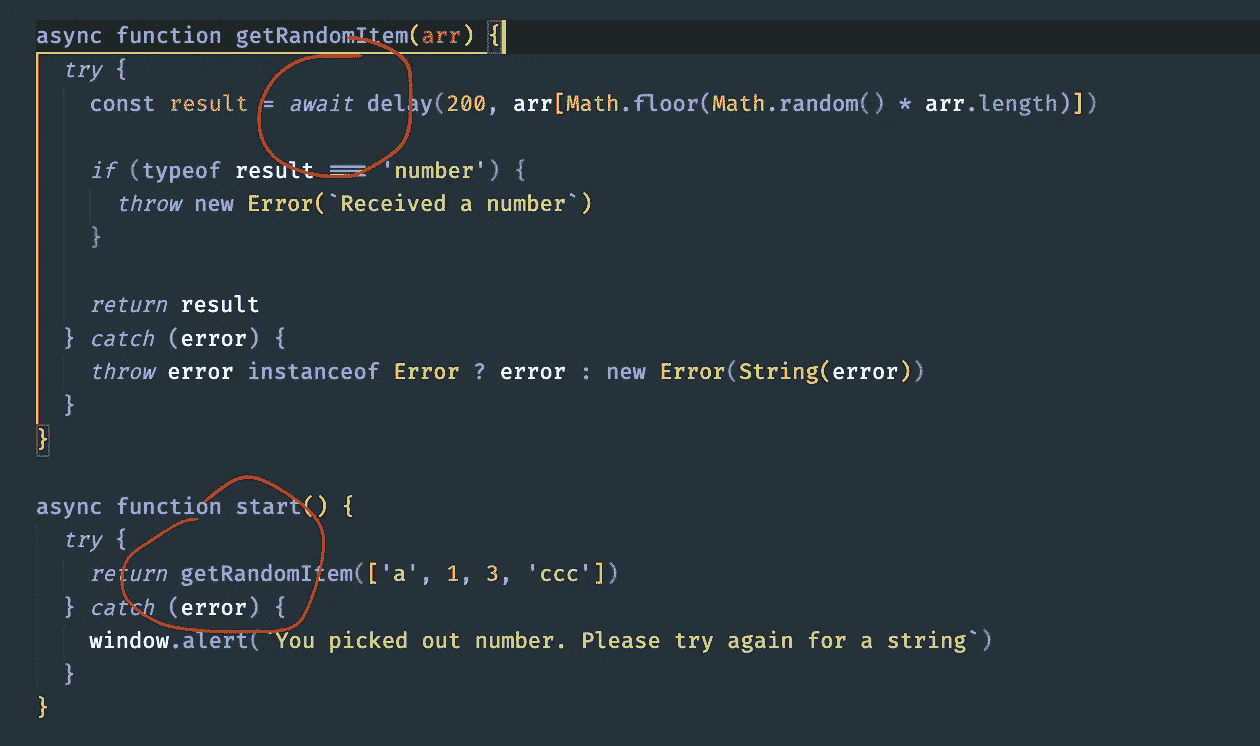 async function getRandomItem(arr) {
try {
const result = await delay(200, arr[Math.floor(Math.random() * arr.length)])
if (typeof result === 'number') {
throw new Error(`Received a number`)
}
return result
} catch (error) {
throw error instanceof Error ? error : new Error(String(error))
}
}
async function start() {
try {
return getRandomItem(['a', 1, 3, 'ccc'])
} catch (error) {
window.alert(`You picked out number. Please try again for a string`)
}
}